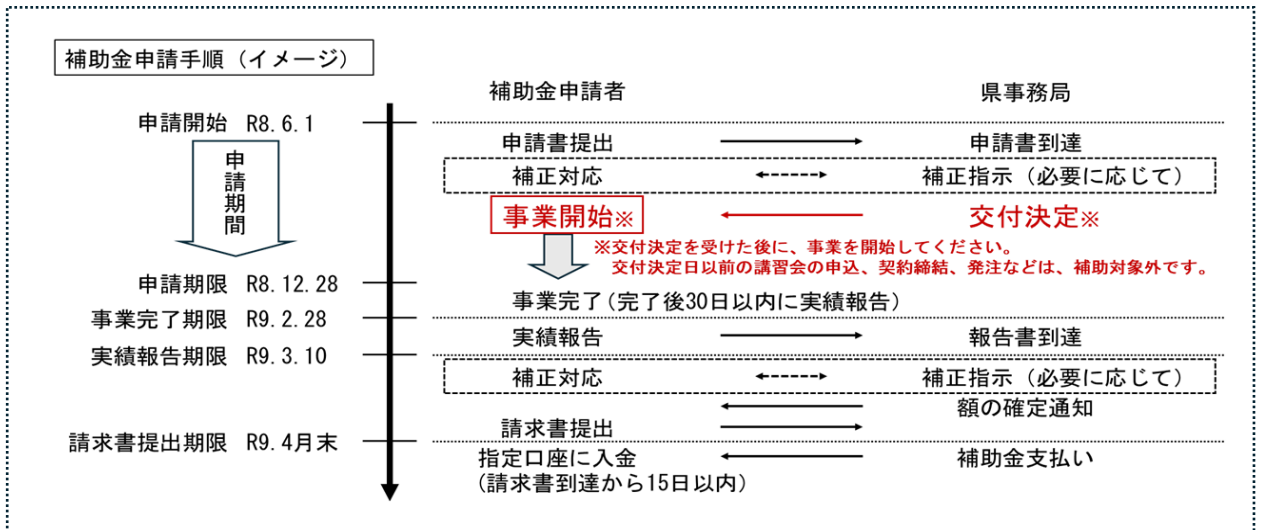 補助金申請手順(イメージ)
補助金申請者 県事務局
申請開始 R8.6.1
申請書提出 申請書到達
申請期間
補正対応 補正指示(必要に応じて)
事業開始※ 交付決定※
※交付決定を受けた後に、事業を開始してください。
交付決定日以前の講習会の申込、契約締結、発注などは、補助対象外です。
申請期限 R8.12.28
事業完了(完了後30日以内に実績報告)
事業完了期限 R9.2.28
実績報告 報告書到達
実績報告期限 R9.3.10
補正対応 補正指示(必要に応じて)
額の確定通知
請求書提出
請求書提出期限 R9.4月末
指定口座に入金 補助金支払い
(請求書到達から15日以内)